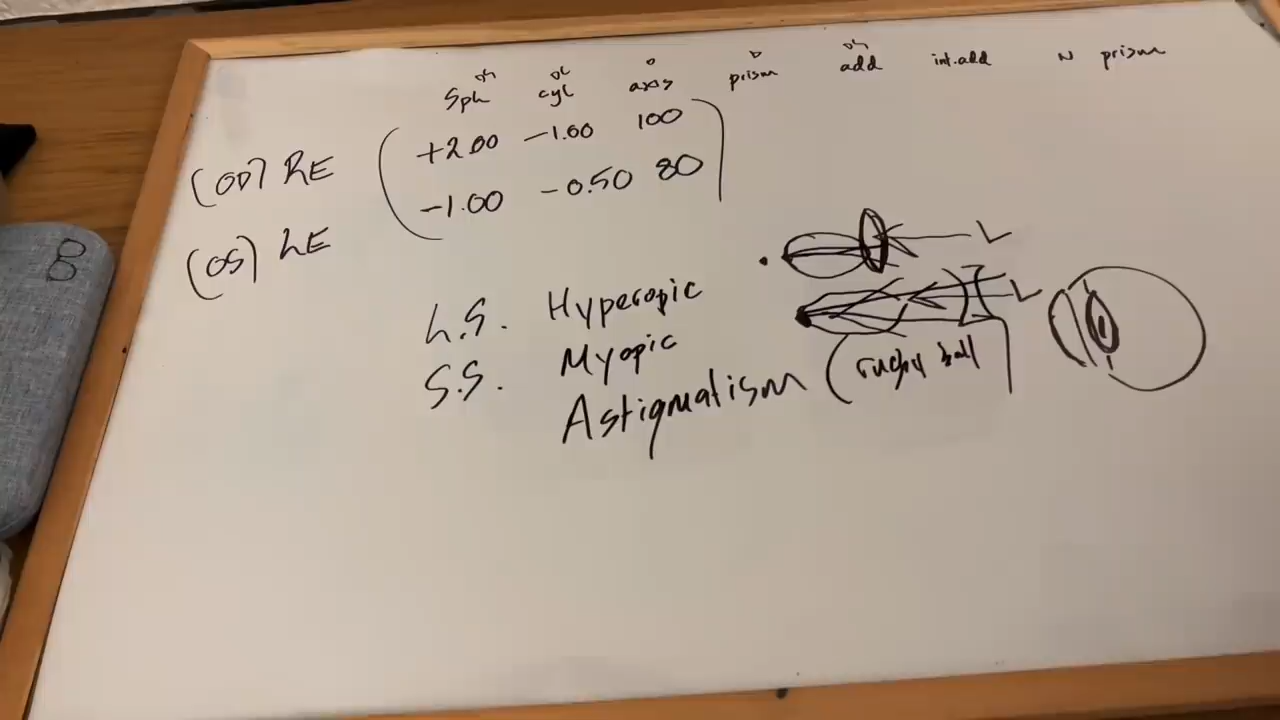 Sph cyl axis prism add int.add N prism
(OD) RE +2.00 -1.00 100
(OS) LE -1.00 -0.50 80
L.S. Hyperopic
S.S. Myopic
Astigmatism (rugby ball